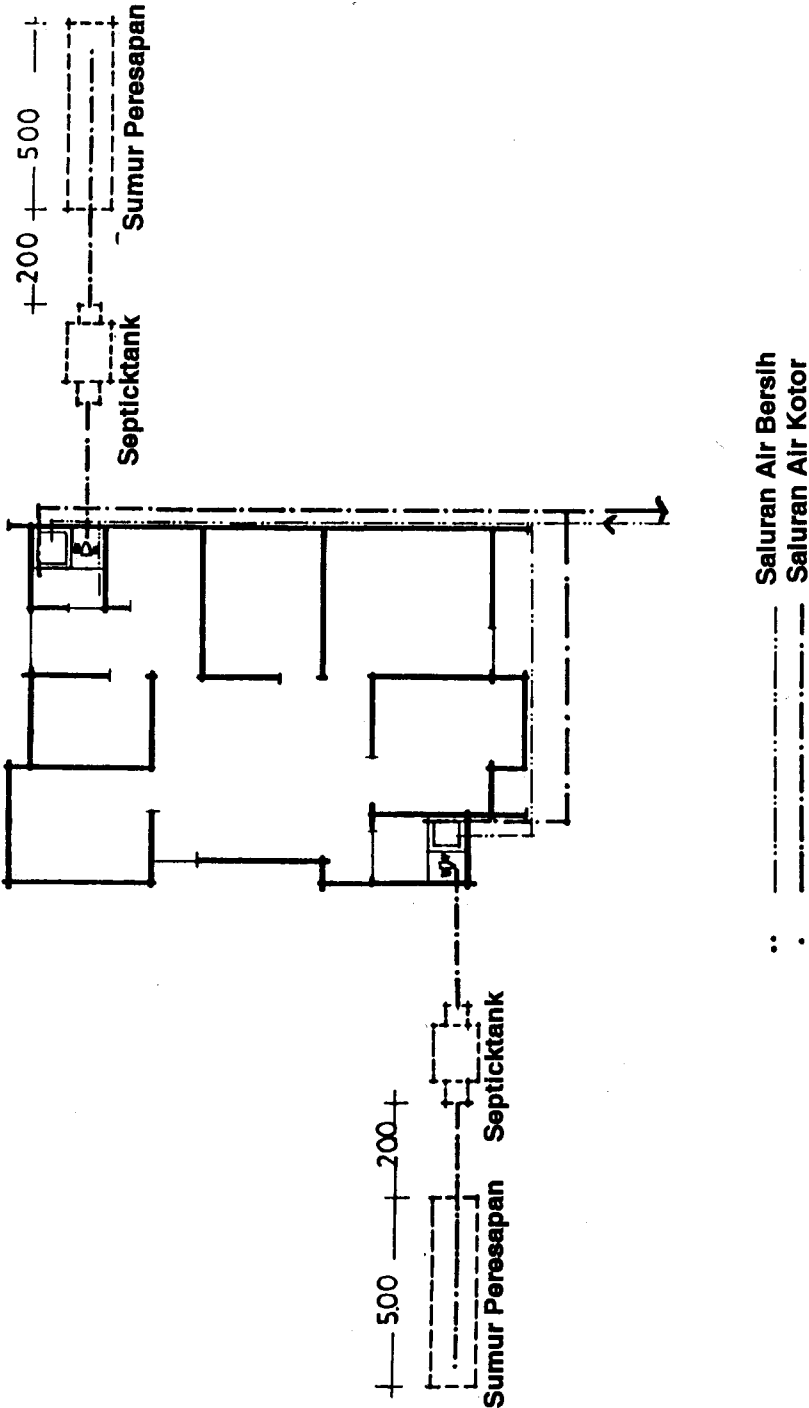 500
200
Sumur Peresapan
Septicktank
Saluran Air Bersih
Saluran Air Kotor
Septicktank
200
500
Sumur Peresapan